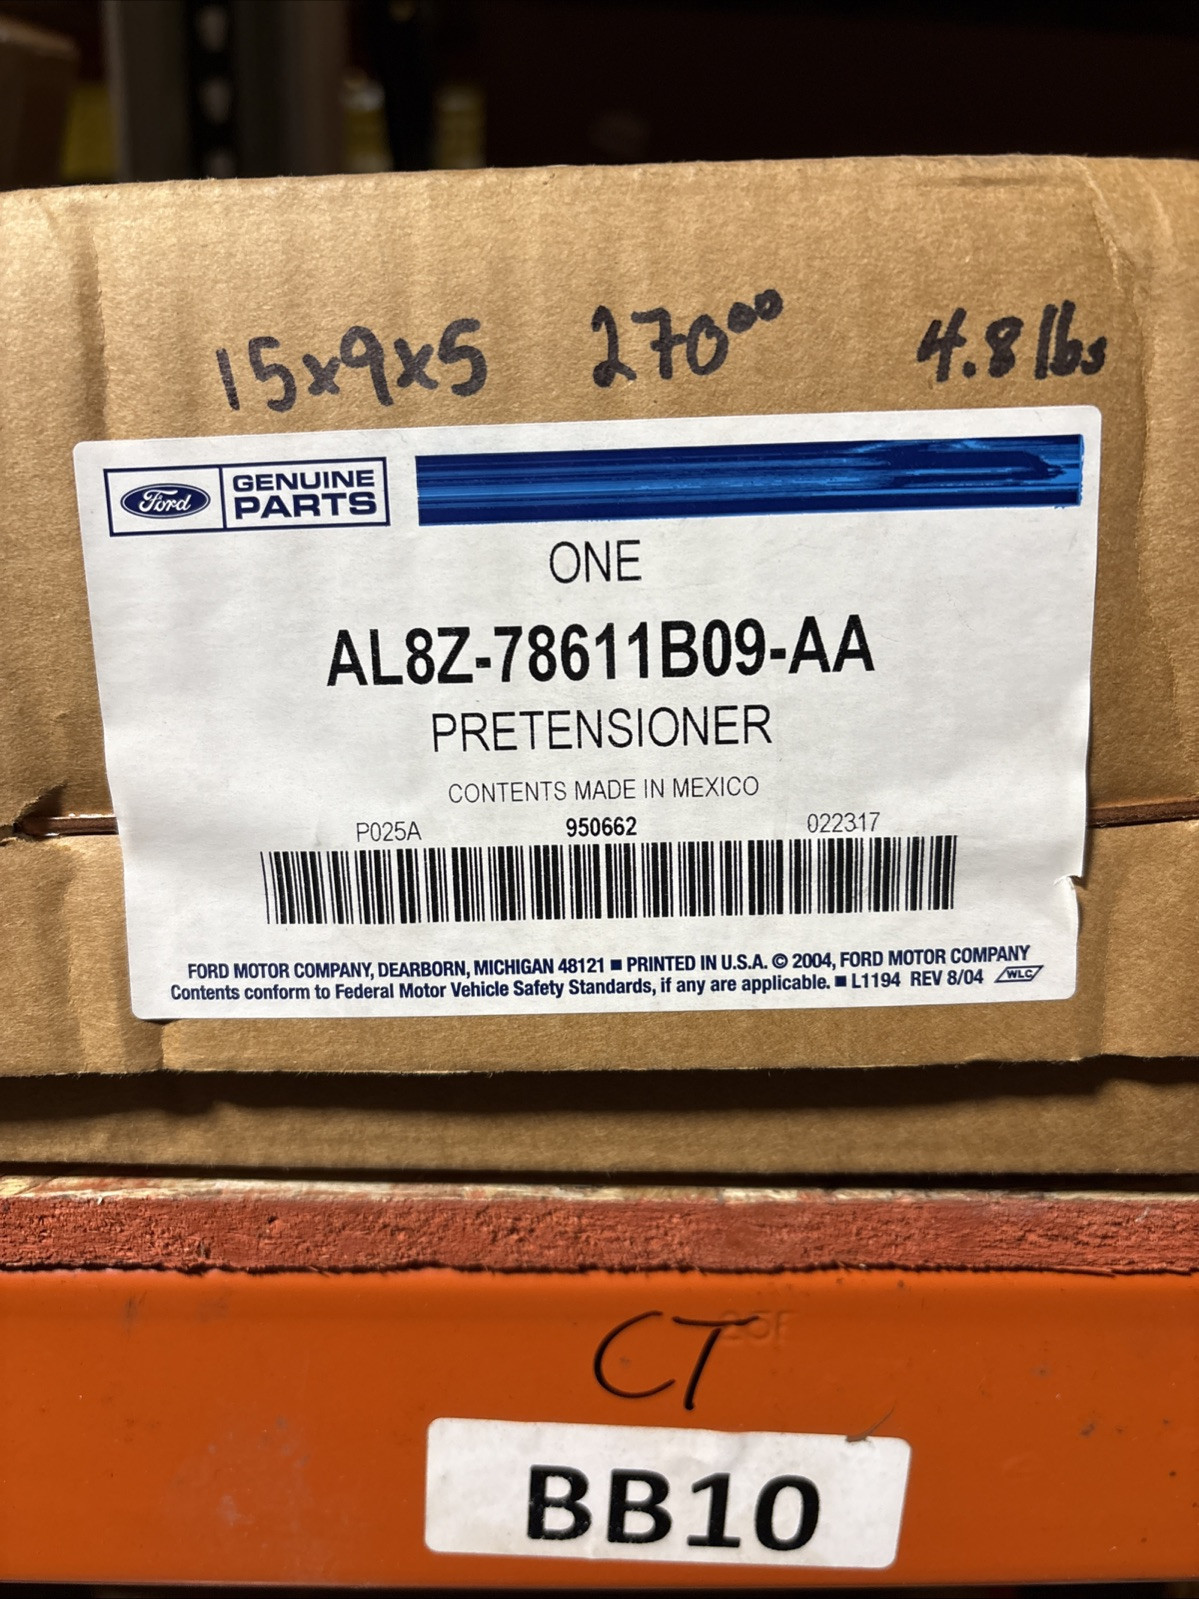 15x9x5 270⁰⁰ 4.8 lbs
Ford GENUINE PARTS
ONE
AL8Z-78611B09-AA
PRETENSIONER
CONTENTS MADE IN MEXICO
P025A 950662 022317
FORD MOTOR COMPANY, DEARBORN, MICHIGAN 48121 ■ PRINTED IN U.S.A. © 2004, FORD MOTOR COMPANY
Contents conform to Federal Motor Vehicle Safety Standards, if any are applicable. ■ L1194 REV 8/04 WLC
CT
BB10